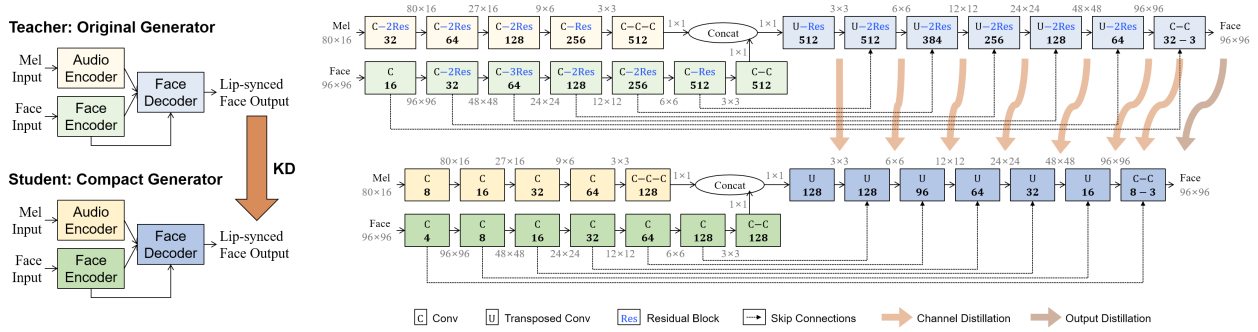 Teacher: Original Generator
Mel
Input
Audio
Encoder
Face
Input
Face
Encoder
Face
Decoder
Lip-synced
Face Output
KD
Student: Compact Generator
Mel
Input
Audio
Encoder
Face
Input
Face
Encoder
Face
Decoder
Lip-synced
Face Output
80×16 27×16 9×6 3×3
Mel
80×16
C−2Res
32
C−2Res
64
C−2Res
128
C−Res
256
C−C−C
512
1×1
Concat
1×1
1×1
Face
96×96
C
16
C−2Res
32
C−3Res
64
C−2Res
128
C−2Res
256
C−Res
512
C−C
512
96×96 48×48 24×24 12×12 6×6 3×3
3×3 6×6 12×12 24×24 48×48 96×96
U−Res
512
U−2Res
512
U−2Res
384
U−2Res
256
U−2Res
128
U−2Res
64
C−C
32−3
Face
96×96
80×16 27×16 9×6 3×3
Mel
80×16
C
8
C
16
C
32
C
64
C−C−C
128
1×1
Concat
1×1
1×1
Face
96×96
C
4
C
8
C
16
C
32
C
64
C
128
C−C
128
96×96 48×48 24×24 12×12 6×6 3×3
3×3 6×6 12×12 24×24 48×48 96×96
U
128
U
128
U
96
U
64
U
32
U
16
C−C
8−3
Face
96×96
C Conv U Transposed Conv Res Residual Block Skip Connections Channel Distillation Output Distillation